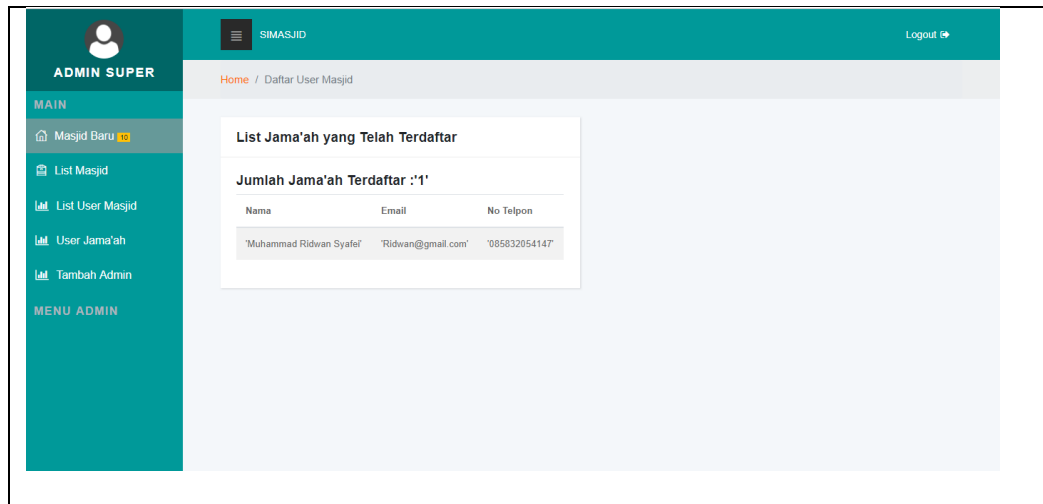 ADMIN SUPER
MAIN
Masjid Baru 10
List Masjid
List User Masjid
User Jama'ah
Tambah Admin
MENU ADMIN
SIMASJID
Logout
Home / Daftar User Masjid
List Jama'ah yang Telah Terdaftar
Jumlah Jama'ah Terdaftar :'1'
Nama Email No Telpon
'Muhammad Ridwan Syafei' 'Ridwan@gmail.com' '085832054147'